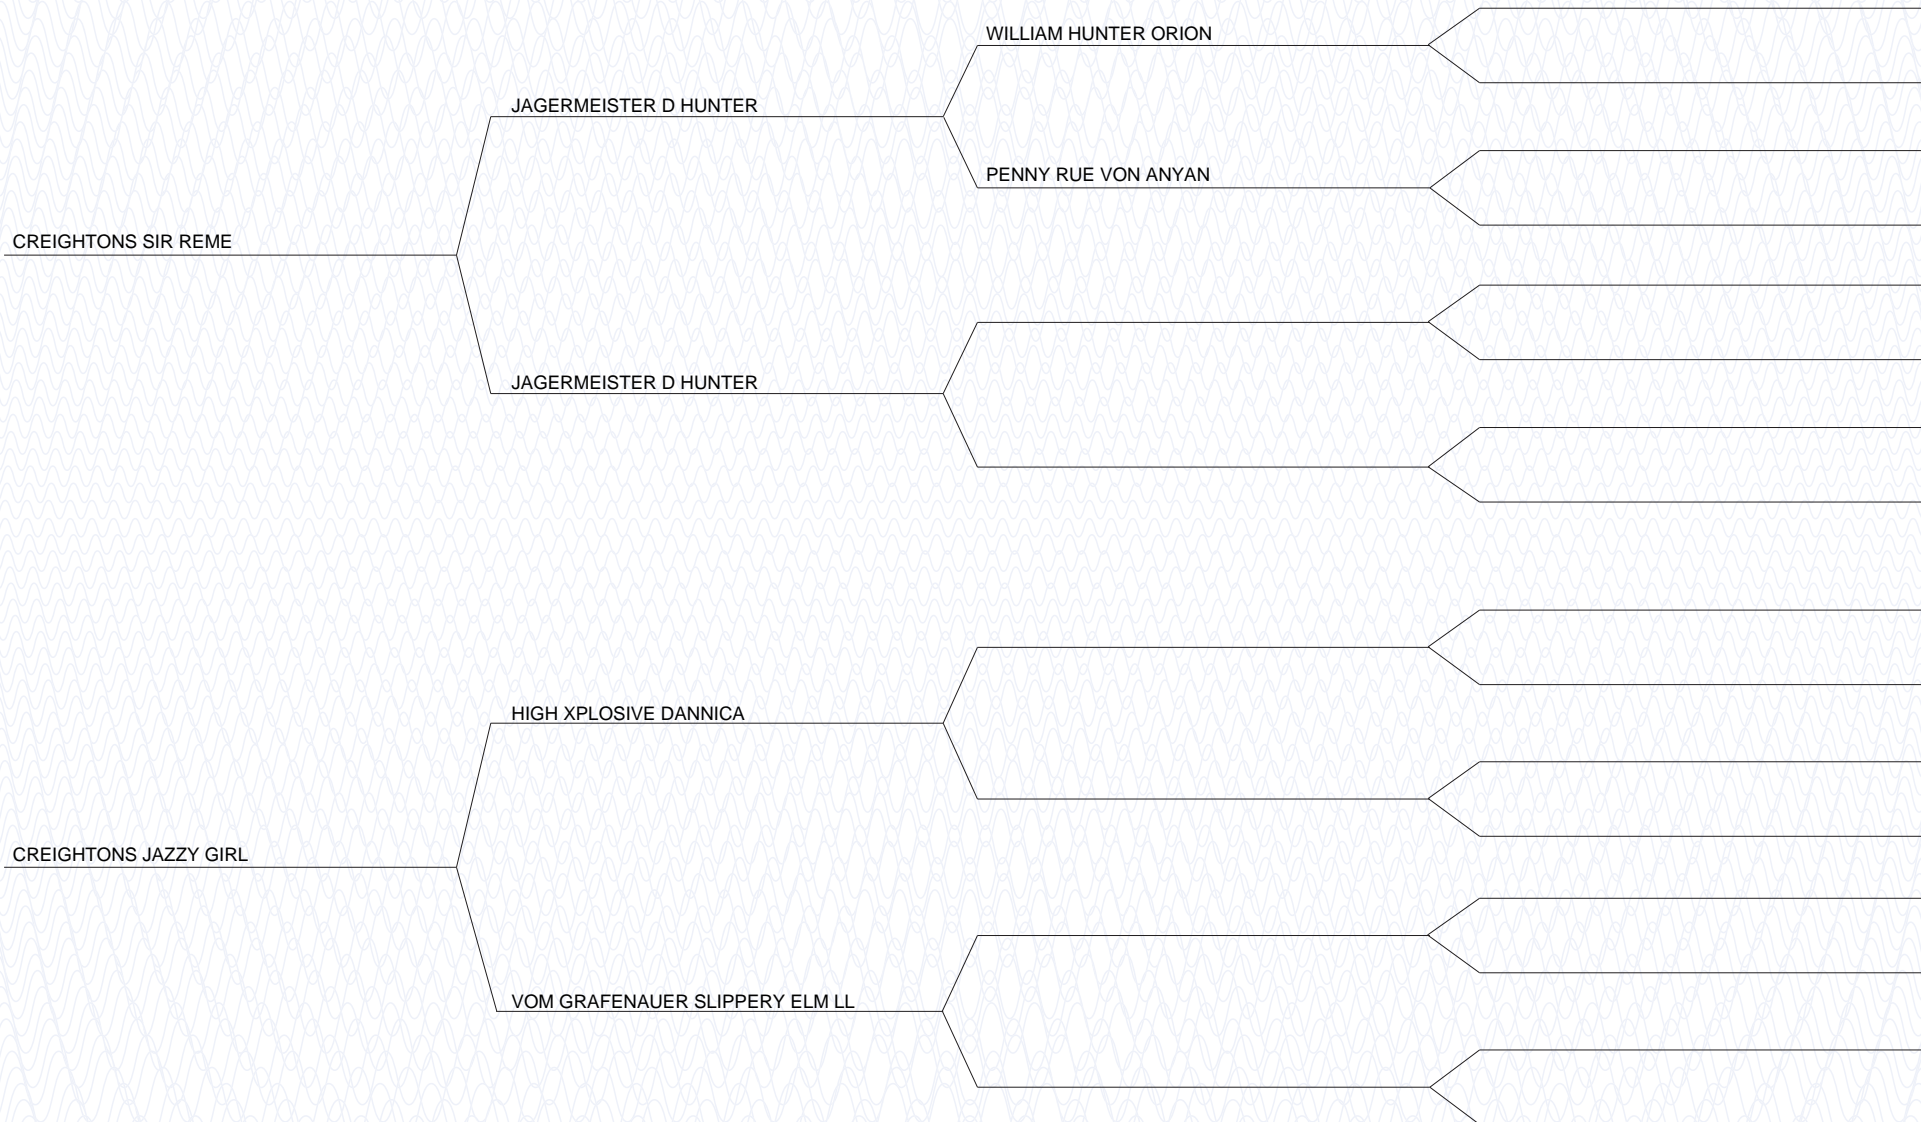 WILLIAM HUNTER ORION
JAGERMEISTER D HUNTER
PENNY RUE VON ANYAN
CREIGHTONS SIR REME
JAGERMEISTER D HUNTER
HIGH XPLOSIVE DANNICA
CREIGHTONS JAZZY GIRL
VOM GRAFENAUER SLIPPERY ELM LL